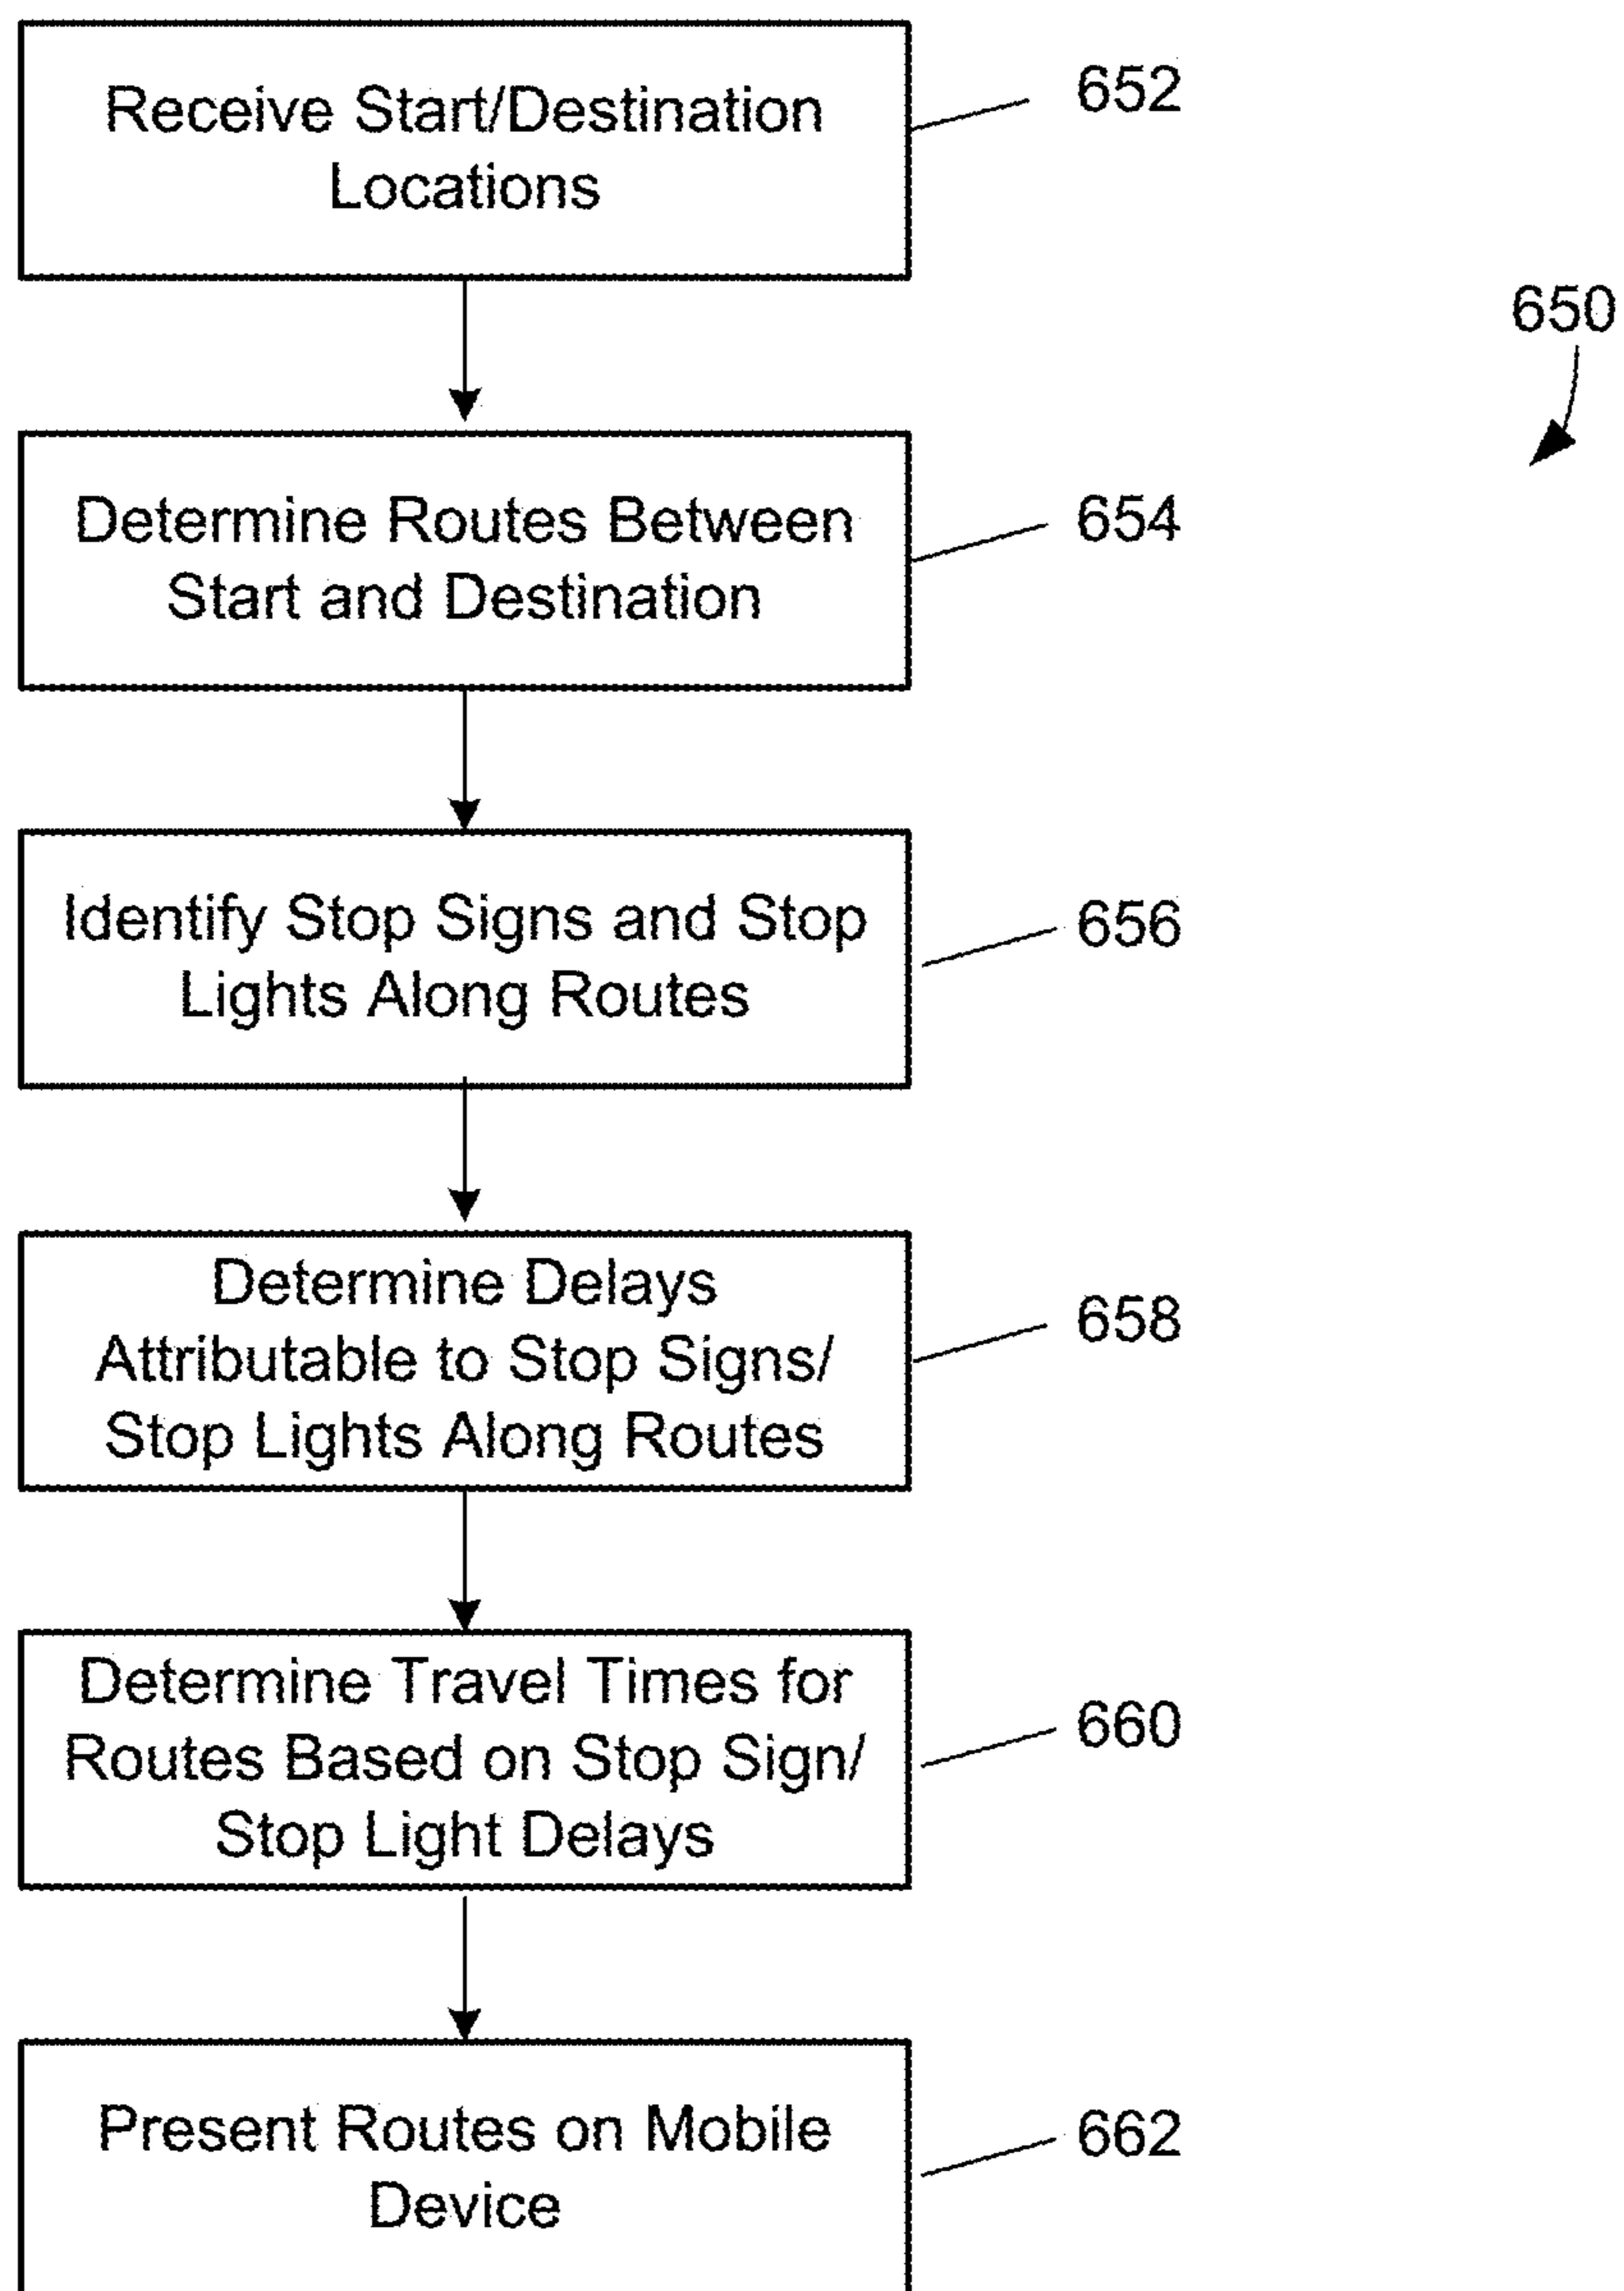 Receive Start/Destination
Locations
652
650
Determine Routes Between
Start and Destination
654
Identify Stop Signs and Stop
Lights Along Routes
656
Determine Delays
Attributable to Stop Signs/
Stop Lights Along Routes
658
Determine Travel Times for
Routes Based on Stop Sign/
Stop Light Delays
660
Present Routes on Mobile
Device
662